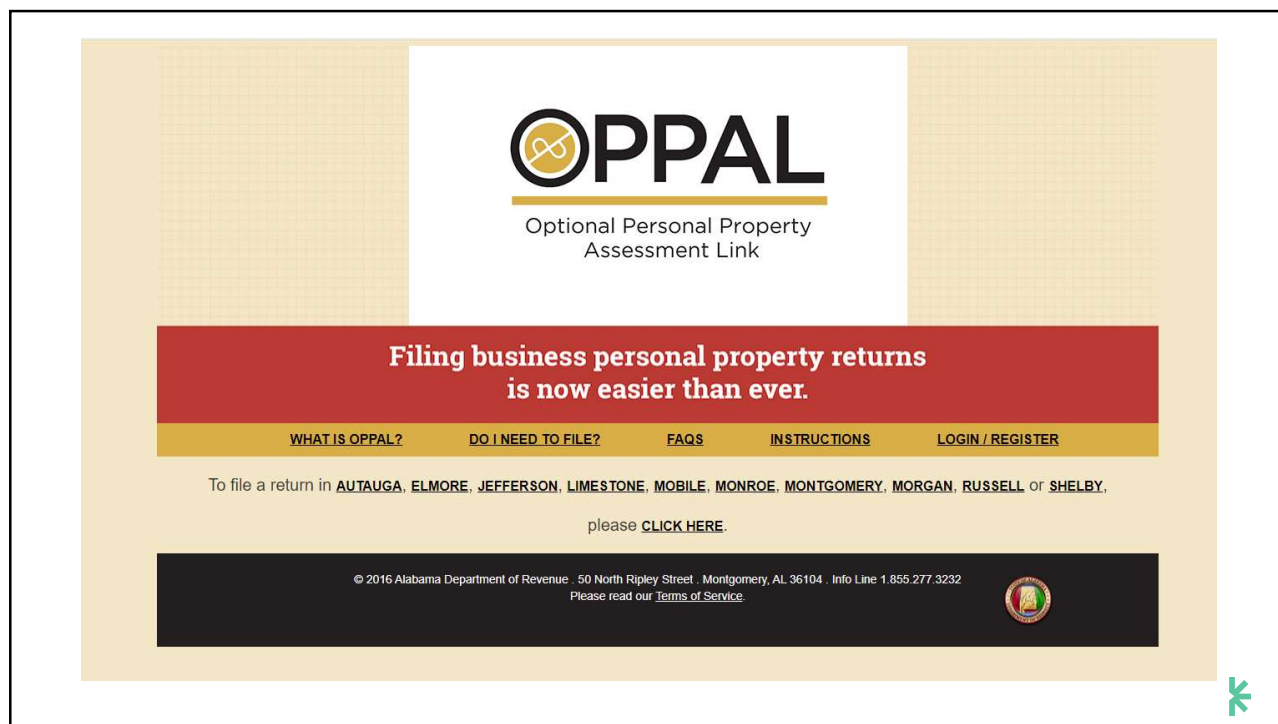 OPPAL
Optional Personal Property
Assessment Link
Filing business personal property returns
is now easier than ever.
WHAT IS OPPAL? DO I NEED TO FILE? FAQS INSTRUCTIONS LOGIN / REGISTER
To file a return in AUTAUGA, ELMORE, JEFFERSON, LIMESTONE, MOBILE, MONROE, MONTGOMERY, MORGAN, RUSSELL or SHELBY,
please CLICK HERE.
© 2016 Alabama Department of Revenue . 50 North Ripley Street . Montgomery, AL 36104 . Info Line 1.855.277.3232
Please read our Terms of Service.